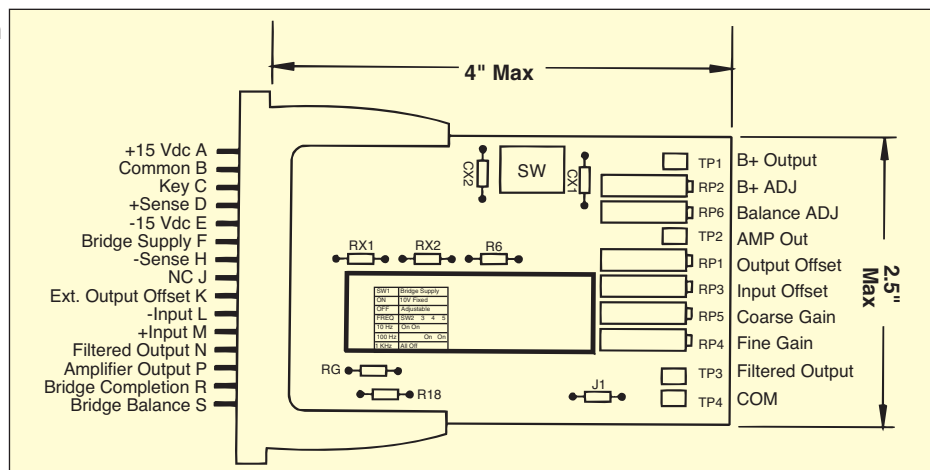 4" Max
+15 Vdc A
Common B
Key C
+Sense D
-15 Vdc E
Bridge Supply F
-Sense H
NC J
Ext. Output Offset K
-Input L
+Input M
Filtered Output N
Amplifier Output P
Bridge Completion R
Bridge Balance S
CX2
SW
CX1
RX1
RX2
R6
SW1 Bridge Supply
ON 10V Fixed
OFF Adjustable
FREQ SW2 3 4 5
10 Hz On On
100 Hz On On
1 KHz All Off
RG
R18
J1
TP1 B+ Output
RP2 B+ ADJ
RP6 Balance ADJ
TP2 AMP Out
RP1 Output Offset
RP3 Input Offset
RP5 Coarse Gain
RP4 Fine Gain
TP3 Filtered Output
TP4 COM
2.5"
Max